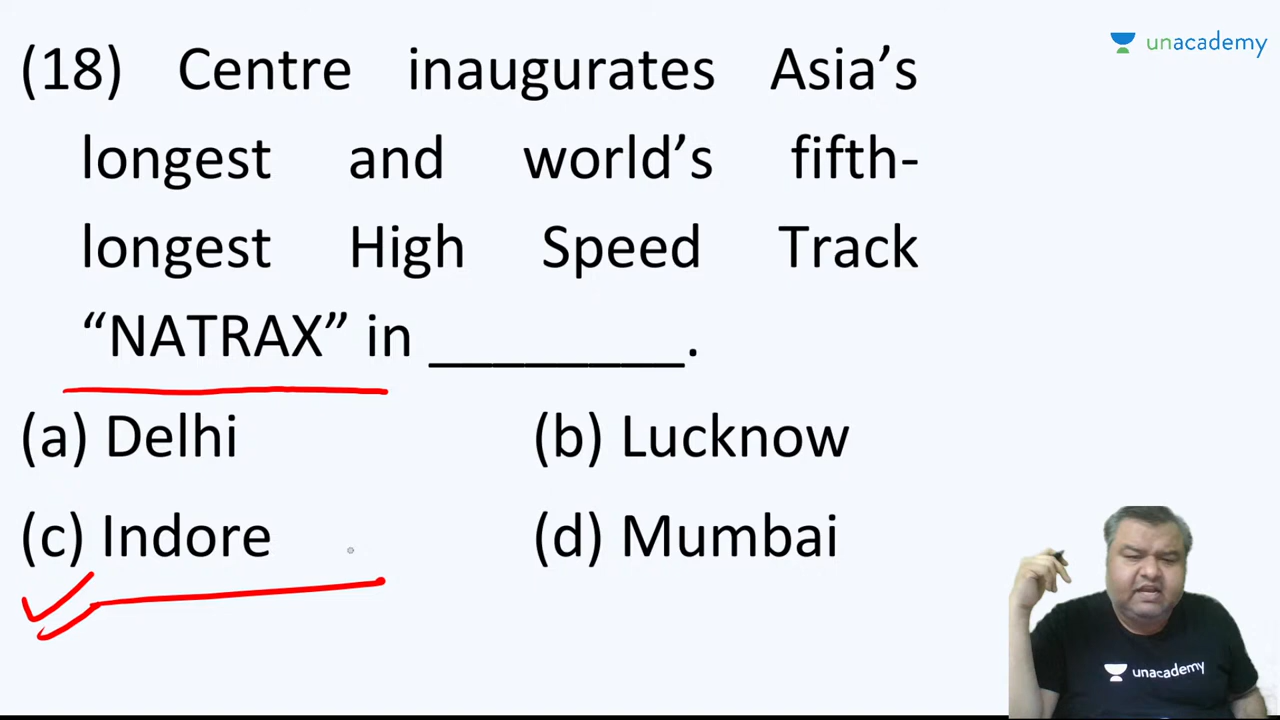 unacademy
(18) Centre inaugurates Asia’s
longest and world’s fifth-
longest High Speed Track
“NATRAX” in ________.
(a) Delhi (b) Lucknow
(c) Indore (d) Mumbai
unacademy